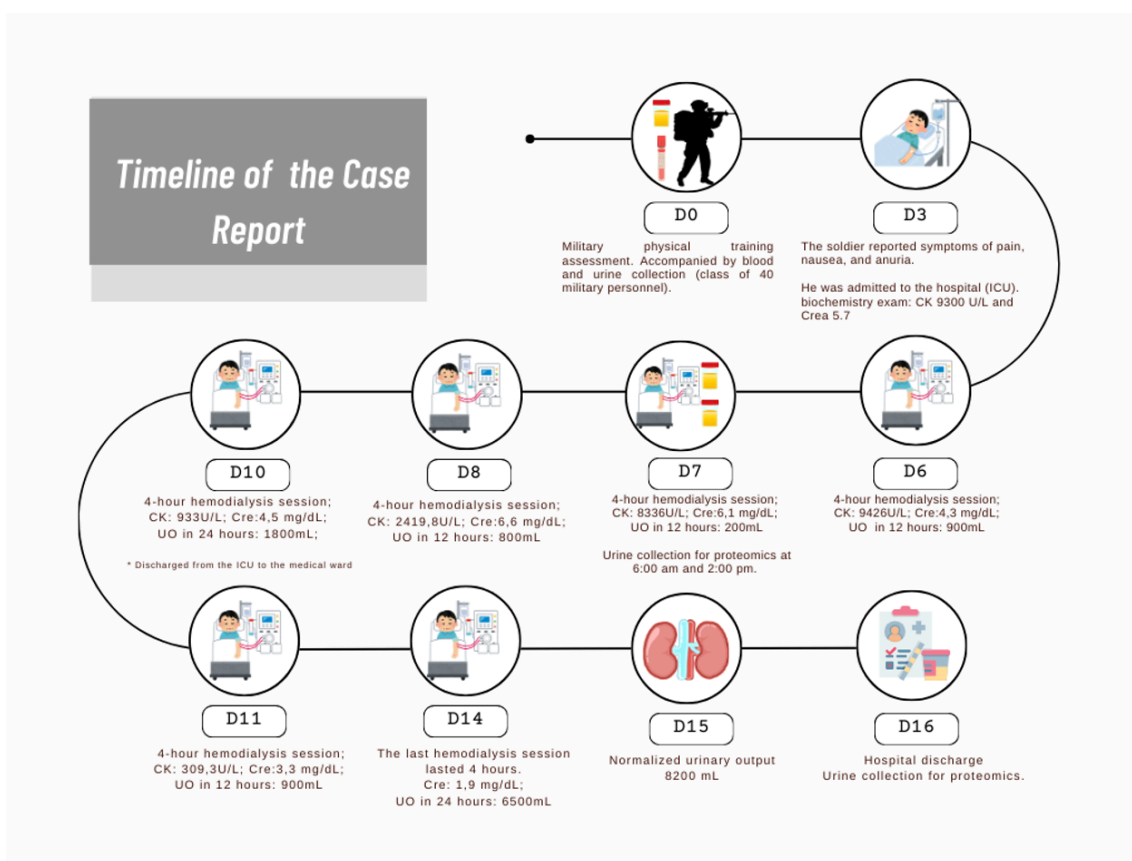 Timeline of the Case
Report
D0
Military physical training
assessment. Accompanied by blood
and urine collection (class of 40
military personnel).
D3
The soldier reported symptoms of pain,
nausea, and anuria.
He was admitted to the hospital (ICU).
biochemistry exam: CK 9300 U/L and
Crea 5.7
D10
4-hour hemodialysis session;
CK: 933U/L; Cre:4,5 mg/dL;
UO in 24 hours: 1800mL;
* Discharged from the ICU to the medical ward
D8
4-hour hemodialysis session;
CK: 2419,8U/L; Cre:6,6 mg/dL;
UO in 12 hours: 800mL
D7
4-hour hemodialysis session;
CK: 8336U/L; Cre:6,1 mg/dL;
UO in 12 hours: 200mL
Urine collection for proteomics at
6:00 am and 2:00 pm.
D6
4-hour hemodialysis session;
CK: 9426U/L; Cre:4,3 mg/dL;
UO in 12 hours: 900mL
D11
4-hour hemodialysis session;
CK: 309,3U/L; Cre:3,3 mg/dL;
UO in 12 hours: 900mL
D14
The last hemodialysis session
lasted 4 hours.
Cre: 1,9 mg/dL;
UO in 24 hours: 6500mL
D15
Normalized urinary output
8200 mL
D16
Hospital discharge
Urine collection for proteomics.